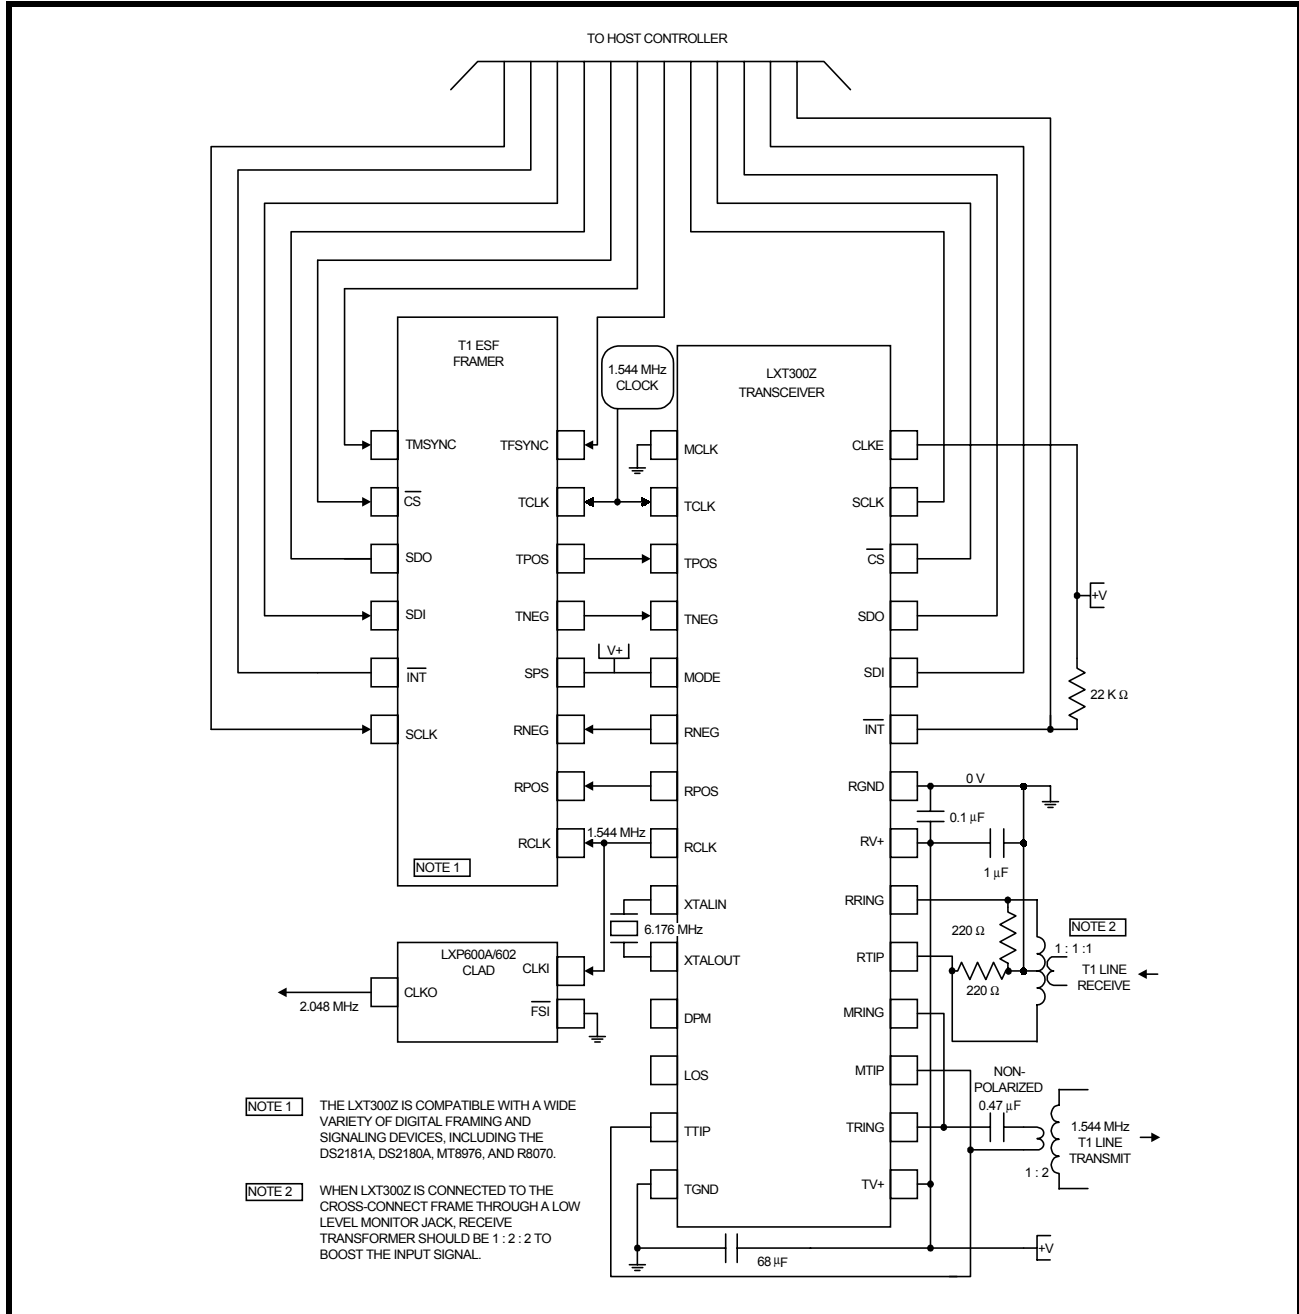 TO HOST CONTROLLER
T1 ESF
FRAMER
1.544 MHz
CLOCK
LXT300Z
TRANSCEIVER
TMSYNC
TFSYNC
MCLK
CLKE
CS
TCLK
TCLK
SCLK
SDO
TPOS
TPOS
CS
SDI
TNEG
TNEG
SDO
+V
INT
SPS
V+
MODE
SDI
22 K Ω
SCLK
RNEG
RNEG
INT
RPOS
RPOS
RGND
0 V
0.1 µF
RCLK
1.544 MHz
RCLK
RV+
1 µF
NOTE 1
XTALIN
RRING
6.176 MHz
220 Ω
NOTE 2
1 : 1 :1
LXP600A/602
CLAD
CLKI
XTALOUT
RTIP
220 Ω
T1 LINE
RECEIVE
CLKO
2.048 MHz
FSI
DPM
MRING
LOS
MTIP
NON-
POLARIZED
0.47 µF
TTIP
TRING
1.544 MHz
T1 LINE
TRANSMIT
1 : 2
TGND
TV+
68 µF
+V
NOTE 1
THE LXT300Z IS COMPATIBLE WITH A WIDE
VARIETY OF DIGITAL FRAMING AND
SIGNALING DEVICES, INCLUDING THE
DS2181A, DS2180A, MT8976, AND R8070.
NOTE 2
WHEN LXT300Z IS CONNECTED TO THE
CROSS-CONNECT FRAME THROUGH A LOW
LEVEL MONITOR JACK, RECEIVE
TRANSFORMER SHOULD BE 1 : 2 : 2 TO
BOOST THE INPUT SIGNAL.